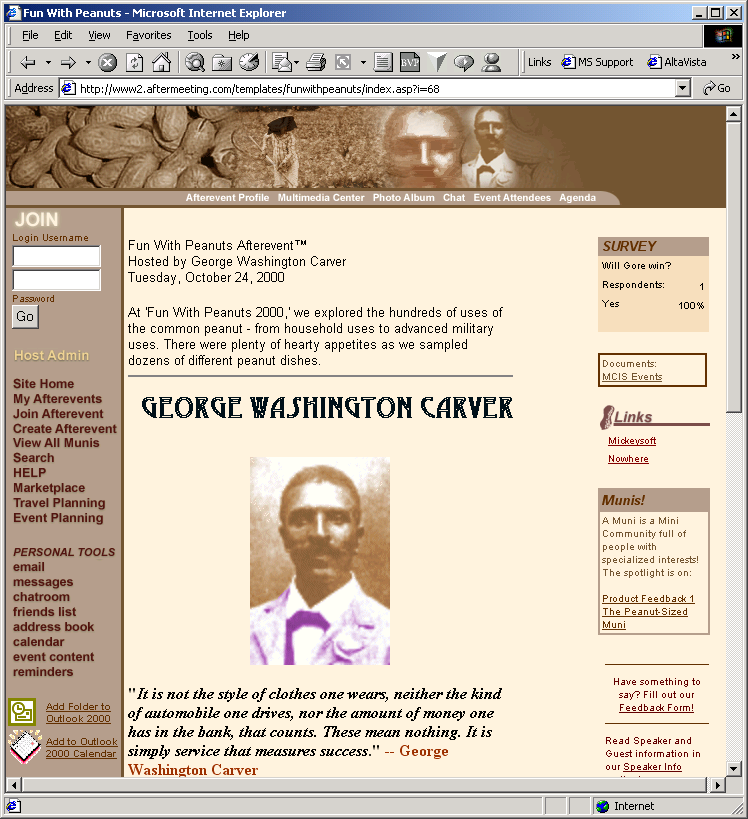 Fun With Peanuts - Microsoft Internet Explorer
File Edit View Favorites Tools Help
BVP
Links MS Support AltaVista »
Address http://www2.aftermeeting.com/templates/funwithpeanuts/index.asp?i=68 Go
Afterevent Profile Multimedia Center Photo Album Chat Event Attendees Agenda
JOIN
Login Username
Password
Go
Host Admin
Site Home
My Afterevents
Join Afterevent
Create Afterevent
View All Munis
Search
HELP
Marketplace
Travel Planning
Event Planning
PERSONAL TOOLS
email
messages
chatroom
friends list
address book
calendar
event content
reminders
Add Folder to
Outlook 2000
Add to Outlook
2000 Calendar
Fun With Peanuts Afterevent™
Hosted by George Washington Carver
Tuesday, October 24, 2000
At 'Fun With Peanuts 2000,' we explored the hundreds of uses of
the common peanut - from household uses to advanced military
uses. There were plenty of hearty appetites as we sampled
dozens of different peanut dishes.
GEORGE WASHINGTON CARVER
"It is not the style of clothes one wears, neither the kind
of automobile one drives, nor the amount of money one
has in the bank, that counts. These mean nothing. It is
simply service that measures success." -- George
Washington Carver
SURVEY
Will Gore win?
Respondents: 1
Yes 100%
Documents:
MCIS Events
Links
Mickeysoft
Nowhere
Munis!
A Muni is a Mini
Community full of
people with
specialized interests!
The spotlight is on:
Product Feedback 1
The Peanut-Sized
Muni
Have something to
say? Fill out our
Feedback Form!
Read Speaker and
Guest information in
our Speaker Info
Internet